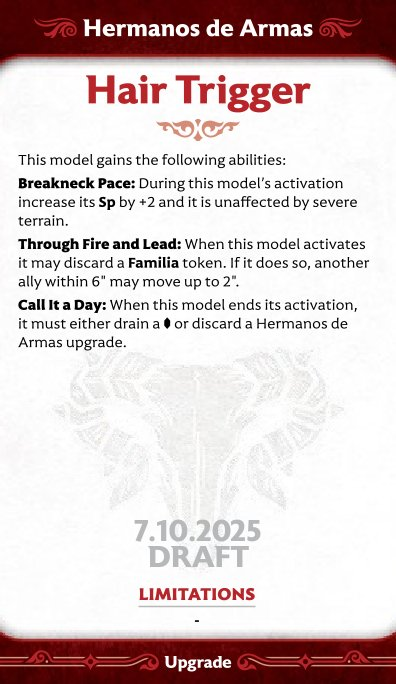 Hermanos de Armas
Hair Trigger
This model gains the following abilities:
Breakneck Pace: During this model's activation
increase its Sp by +2 and it is unaffected by severe
terrain.
Through Fire and Lead: When this model activates
it may discard a Familia token. If it does so, another
ally within 6" may move up to 2".
Call It a Day: When this model ends its activation,
it must either drain a ⬧ or discard a Hermanos de
Armas upgrade.
7.10.2025
DRAFT
LIMITATIONS
-
Upgrade